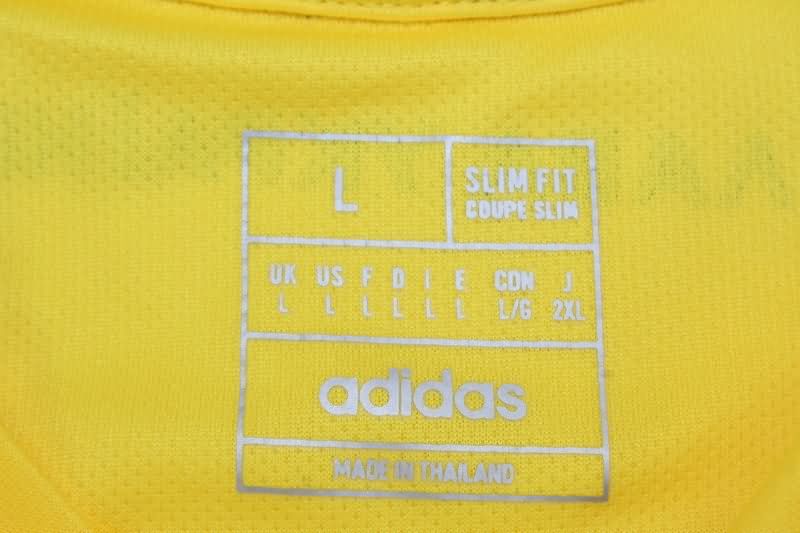 L
SLIM FIT
COUPE SLIM
UK US F D I E CDN J
L L L L L L L/G 2XL
adidas
MADE IN THAILAND